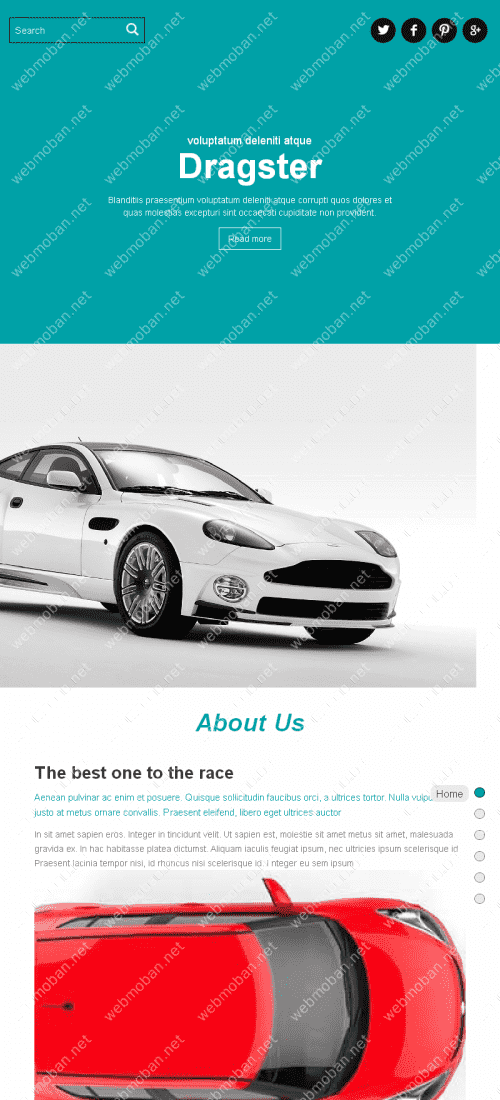 Search
voluptatum deleniti atque
Dragster
Blanditiis praesentium voluptatum deleniti atque corrupti quos dolores et
quas molestias excepturi sint occaecati cupiditate non provident.
Read more
About Us
The best one to the race
Aenean pulvinar ac enim et posuere. Quisque sollicitudin faucibus orci, a ultrices tortor. Nulla
Home
justo at metus ornare convallis. Praesent eleifend, libero eget ultrices auctor
In sit amet sapien eros. Integer in tincidunt velit. Ut sapien est, molestie sit amet metus sit amet, malesuada
gravida ex. In hac habitasse platea dictumst. Aliquam iaculis feugiat ipsum, nec ultricies ipsum scelerisque id
Praesent lacinia tempor nisi, id rhoncus nisi scelerisque id. Integer eu sem ipsum
webmoban.net